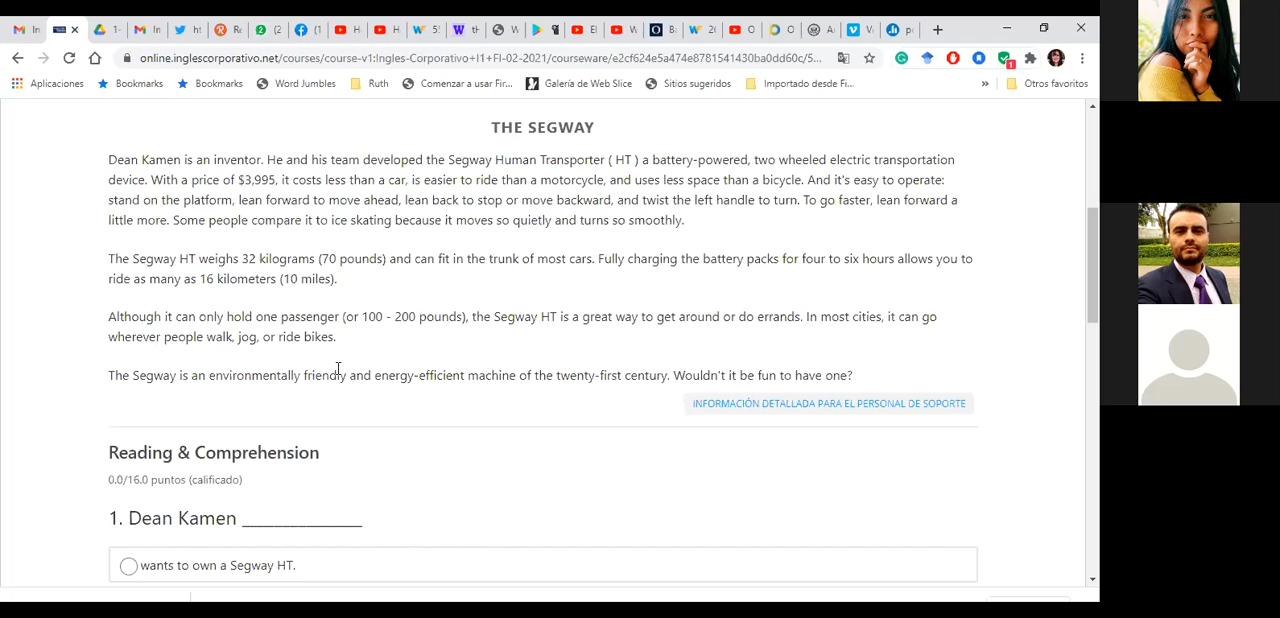 In
ht
Ro
(2
(1
H
H
5!
th
W
El
W
B
20
O
O
A
V
online.inglescorporativo.net/courses/course-v1:Ingles-Corporativo+I1+FI-02-2021/courseware/e2cf624e5a474e8781541430ba0dd60c/5...
Aplicaciones
Bookmarks
Bookmarks
Word Jumbles
Ruth
Comenzar a usar Fir...
Galería de Web Slice
Sitios sugeridos
Importado desde Fi...
»
Otros favoritos
THE SEGWAY
Dean Kamen is an inventor. He and his team developed the Segway Human Transporter ( HT ) a battery-powered, two wheeled electric transportation
device. With a price of $3,995, it costs less than a car, is easier to ride than a motorcycle, and uses less space than a bicycle. And it's easy to operate:
stand on the platform, lean forward to move ahead, lean back to stop or move backward, and twist the left handle to turn. To go faster, lean forward a
little more. Some people compare it to ice skating because it moves so quietly and turns so smoothly.
The Segway HT weighs 32 kilograms (70 pounds) and can fit in the trunk of most cars. Fully charging the battery packs for four to six hours allows you to
ride as many as 16 kilometers (10 miles).
Although it can only hold one passenger (or 100 - 200 pounds), the Segway HT is a great way to get around or do errands. In most cities, it can go
wherever people walk, jog, or ride bikes.
The Segway is an environmentally friendly and energy-efficient machine of the twenty-first century. Wouldn't it be fun to have one?
INFORMACIÓN DETALLADA PARA EL PERSONAL DE SOPORTE
Reading & Comprehension
0.0/16.0 puntos (calificado)
1. Dean Kamen _______________
wants to own a Segway HT.